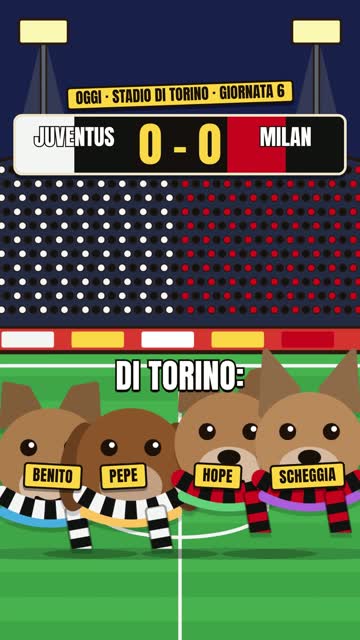 OGGI · STADIO DI TORINO · GIORNATA 6
JUVENTUS 0 - 0 MILAN
DI TORINO:
BENITO PEPE HOPE SCHEGGIA